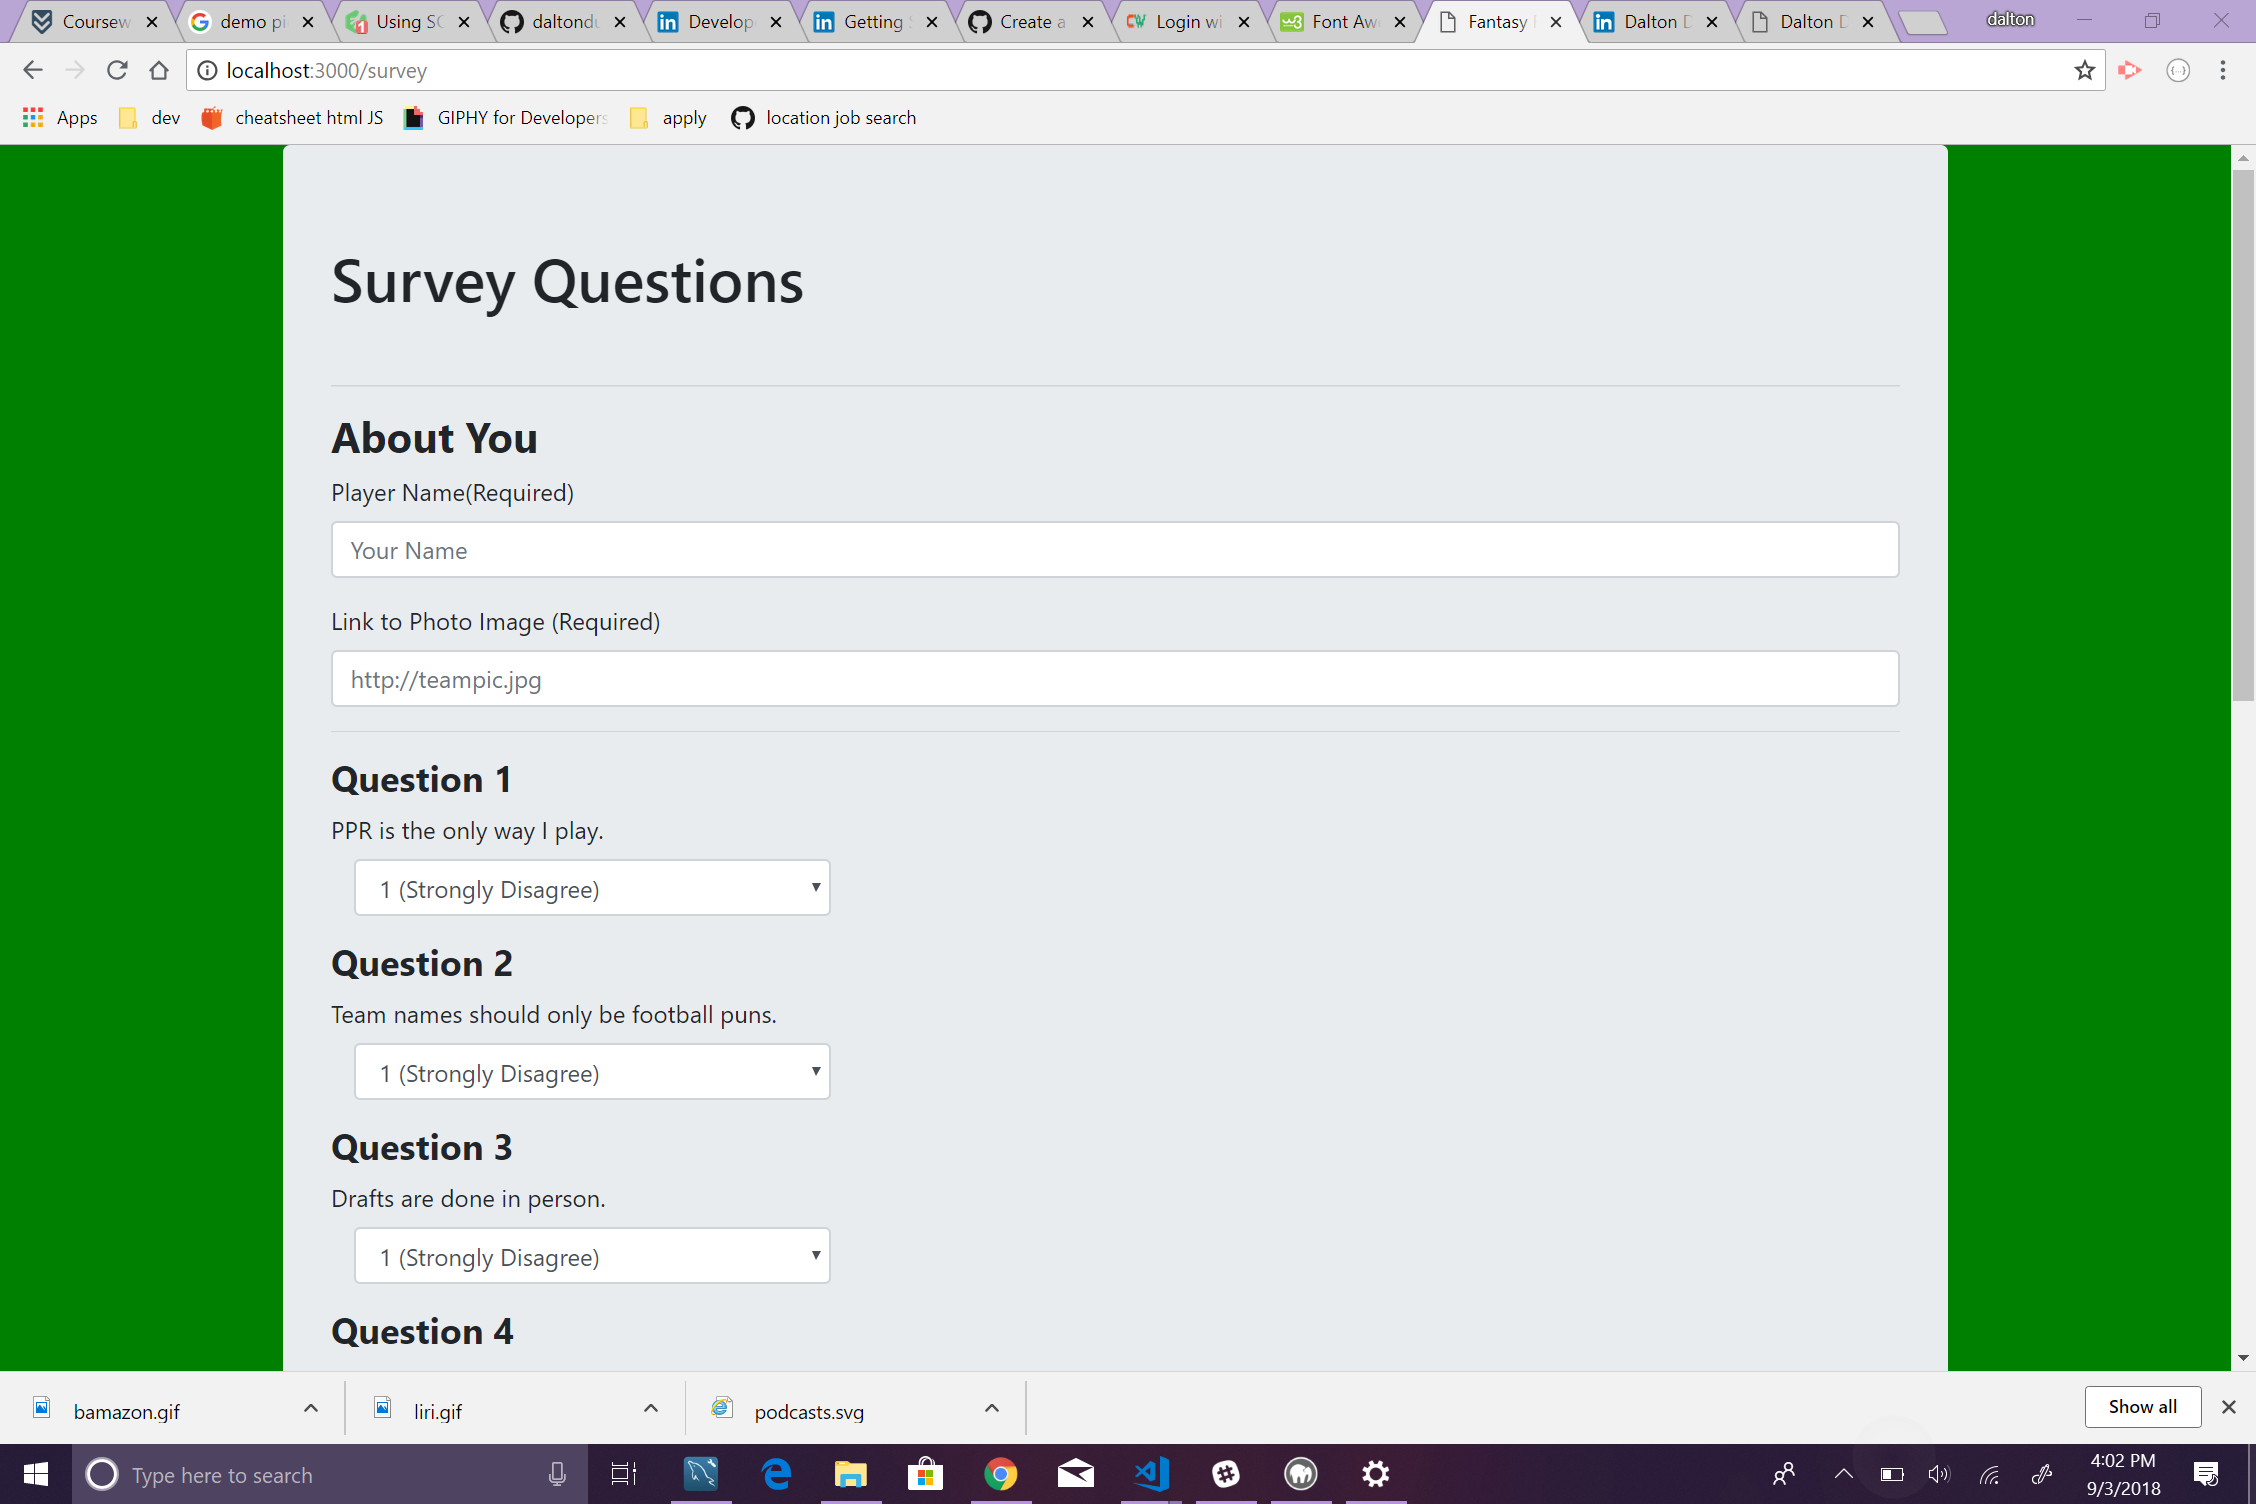 Coursew
demo pi
Using SC
daltondu
Develop
Getting
Create a
Login wi
Font Aw
Fantasy
Dalton D
Dalton D
dalton
localhost:3000/survey
Apps
dev
cheatsheet html JS
GIPHY for Developers
apply
location job search
Survey Questions
About You
Player Name(Required)
Your Name
Link to Photo Image (Required)
http://teampic.jpg
Question 1
PPR is the only way I play.
1 (Strongly Disagree)
Question 2
Team names should only be football puns.
1 (Strongly Disagree)
Question 3
Drafts are done in person.
1 (Strongly Disagree)
Question 4
bamazon.gif
liri.gif
podcasts.svg
Show all
Type here to search
4:02 PM
9/3/2018